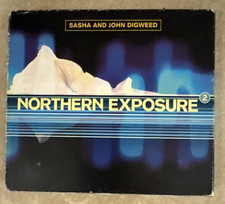 SASHA AND JOHN DIGWEED
NORTHERN EXPOSURE 2